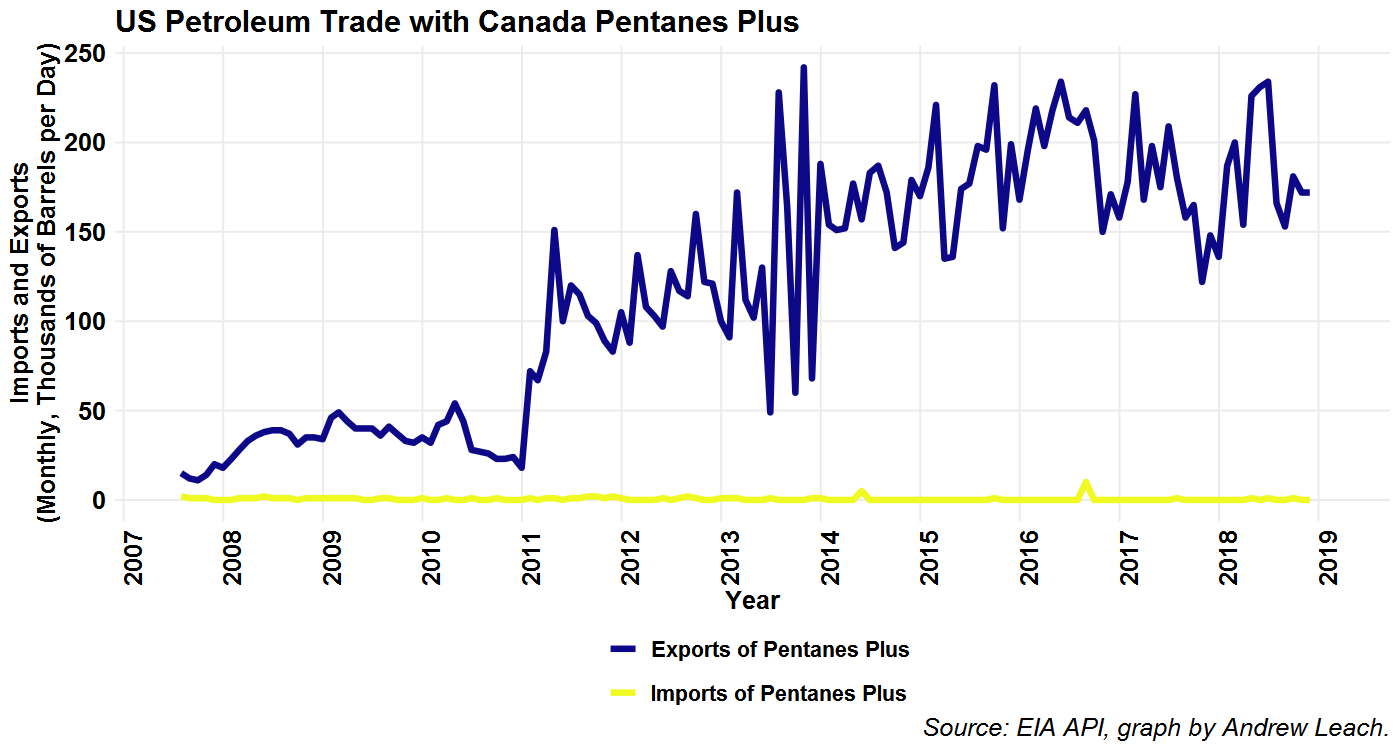 US Petroleum Trade with Canada Pentanes Plus
Imports and Exports
(Monthly, Thousands of Barrels per Day)
250
200
150
100
50
0
2007
2008
2009
2010
2011
2012
2013
2014
2015
2016
2017
2018
2019
Year
Exports of Pentanes Plus
Imports of Pentanes Plus
Source: EIA API, graph by Andrew Leach.